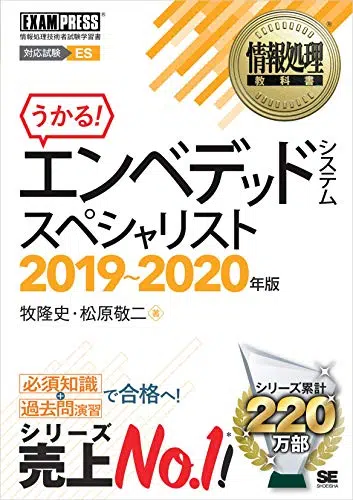 EXAMPRESS®
情報処理技術者試験学習書
対応試験 ES
情報処理®
教科書
うかる!
エンベデッドシステム
スペシャリスト
2019~2020年版
牧隆史・松原敬二 著
必須知識
+
過去問演習
で合格へ!
シリーズ
売上No.1!*
シリーズ累計
220
万部
SE
SHOEISHA